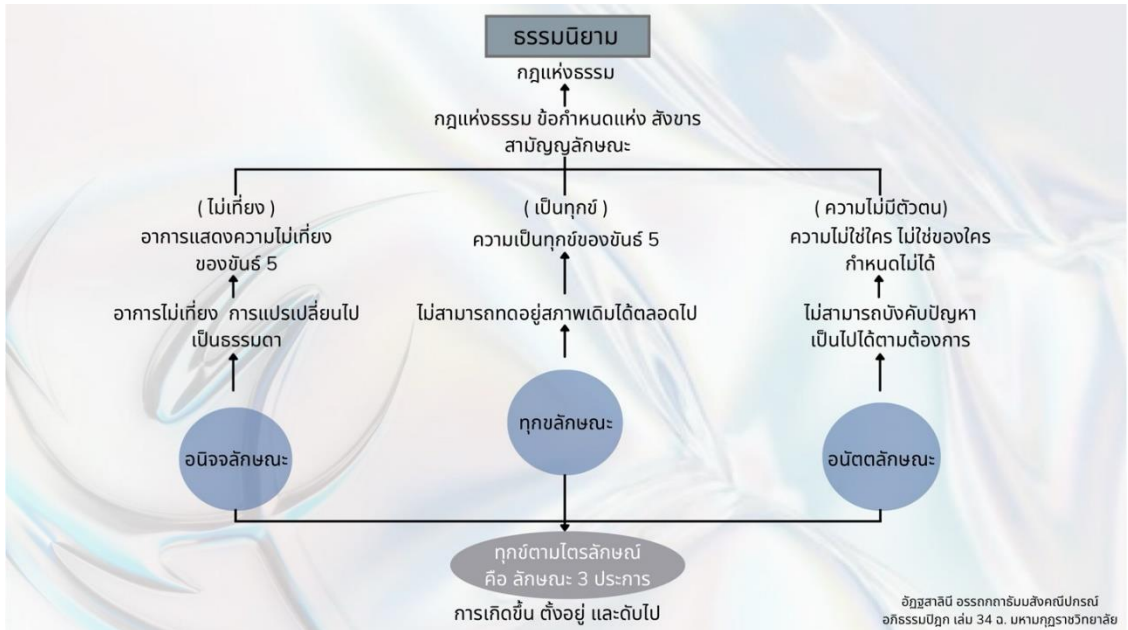 ธรรมนิยาม
กฎแห่งธรรม
กฎแห่งธรรม ข้อกำหนดแห่ง สังขาร
สามัญญลักษณะ
( ไม่เที่ยง )
อาการแสดงความไม่เที่ยง
ของขันธ์ 5
อาการไม่เที่ยง การแปรเปลี่ยนไป
เป็นธรรมดา
อนิจจลักษณะ
( เป็นทุกข์ )
ความเป็นทุกข์ของขันธ์ 5
ไม่สามารถทดอยู่สภาพเดิมได้ตลอดไป
ทุกขลักษณะ
( ความไม่มีตัวตน)
ความไม่ใช่ใคร ไม่ใช่ของใคร
กำหนดไม่ได้
ไม่สามารถบังคับปัญหา
เป็นไปได้ตามต้องการ
อนัตตลักษณะ
ทุกข์ตามไตรลักษณ์
คือ ลักษณะ 3 ประการ
การเกิดขึ้น ตั้งอยู่ และดับไป
อัฏฐสาลินี อรรถกถาธัมมสังคณีปกรณ์
อภิธรรมปิฎก เล่ม 34 ฉ. มหามกุฏราชวิทยาลัย